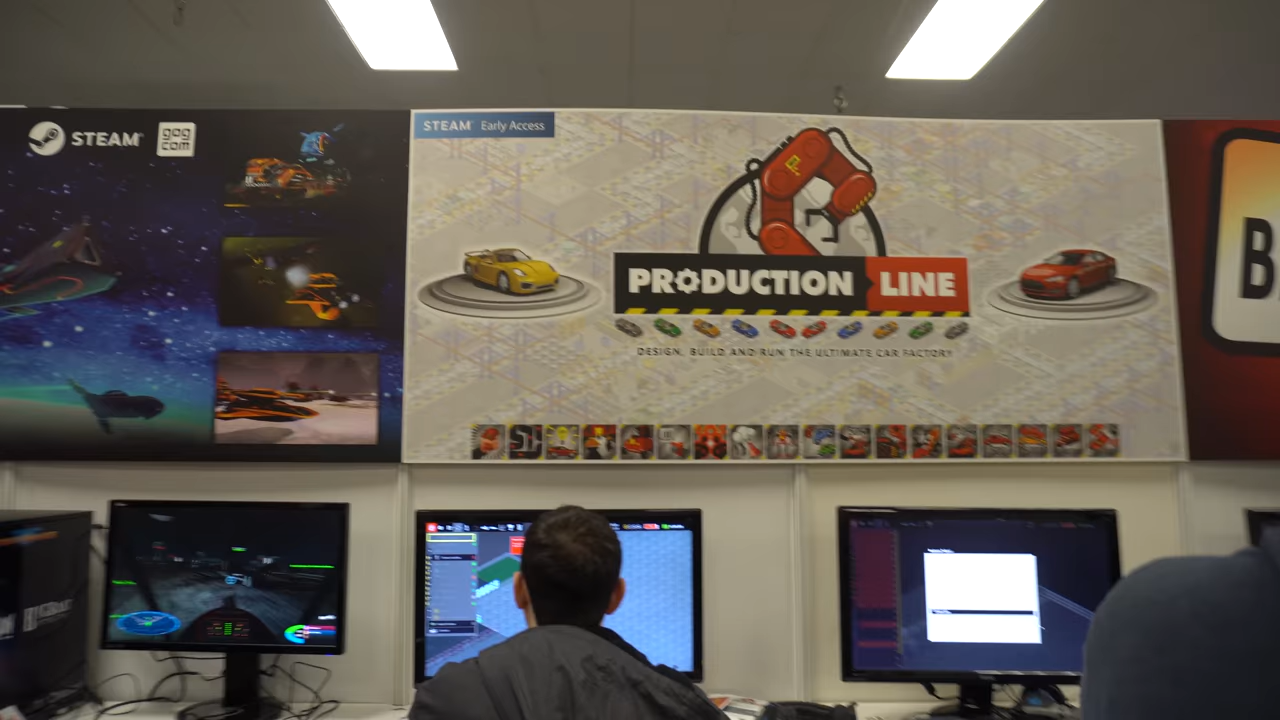 STEAM
gog
com
STEAM Early Access
PRODUCTION LINE
DESIGN, BUILD AND RUN THE ULTIMATE CAR FACTORY
B